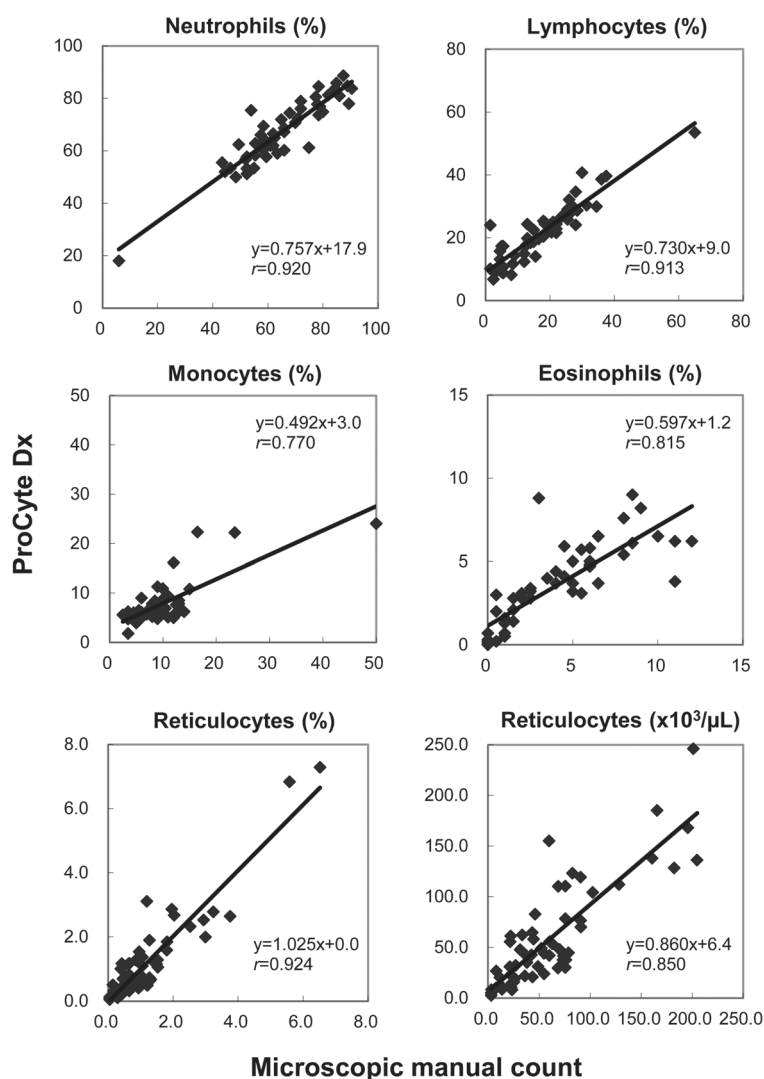 Neutrophils (%)
100
80
60
40
20
0
0 20 40 60 80 100
y=0.757x+17.9
r=0.920
Lymphocytes (%)
80
60
40
20
0
0 20 40 60 80
y=0.730x+9.0
r=0.913
Monocytes (%)
50
40
30
20
10
0
0 10 20 30 40 50
y=0.492x+3.0
r=0.770
Eosinophils (%)
15
10
5
0
0 5 10 15
y=0.597x+1.2
r=0.815
ProCyte Dx
Reticulocytes (%)
8.0
6.0
4.0
2.0
0.0
0.0 2.0 4.0 6.0 8.0
y=1.025x+0.0
r=0.924
Reticulocytes (x10³/µL)
250.0
200.0
150.0
100.0
50.0
0.0
0.0 50.0 100.0 150.0 200.0 250.0
y=0.860x+6.4
r=0.850
Microscopic manual count